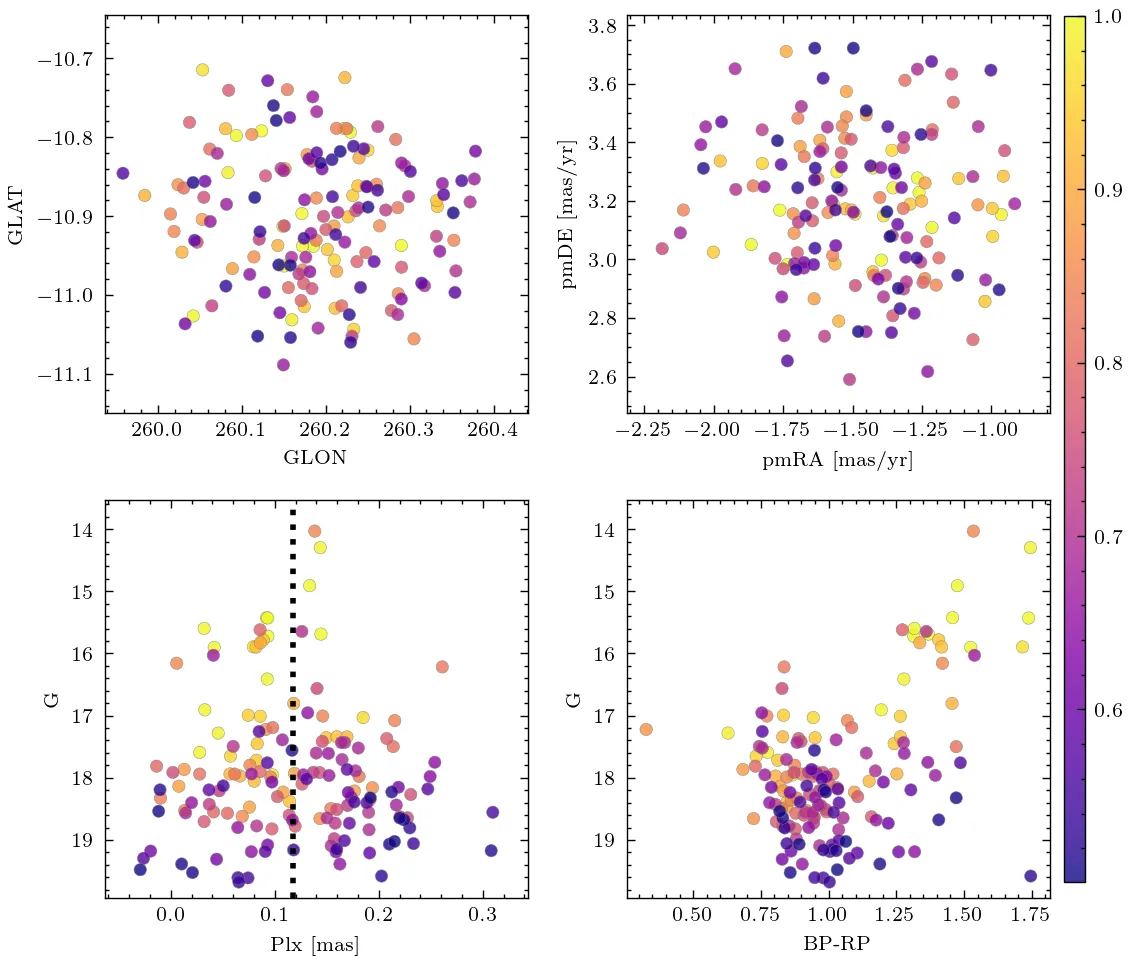 −10.7
−10.8
−10.9
−11.0
−11.1
GLAT
260.0 260.1 260.2 260.3 260.4
GLON
3.8
3.6
3.4
3.2
3.0
2.8
2.6
pmDE [mas/yr]
−2.25 −2.00 −1.75 −1.50 −1.25 −1.00
pmRA [mas/yr]
1.0
0.9
0.8
0.7
0.6
14
15
16
17
18
19
G
0.0 0.1 0.2 0.3
Plx [mas]
14
15
16
17
18
19
G
0.50 0.75 1.00 1.25 1.50 1.75
BP-RP